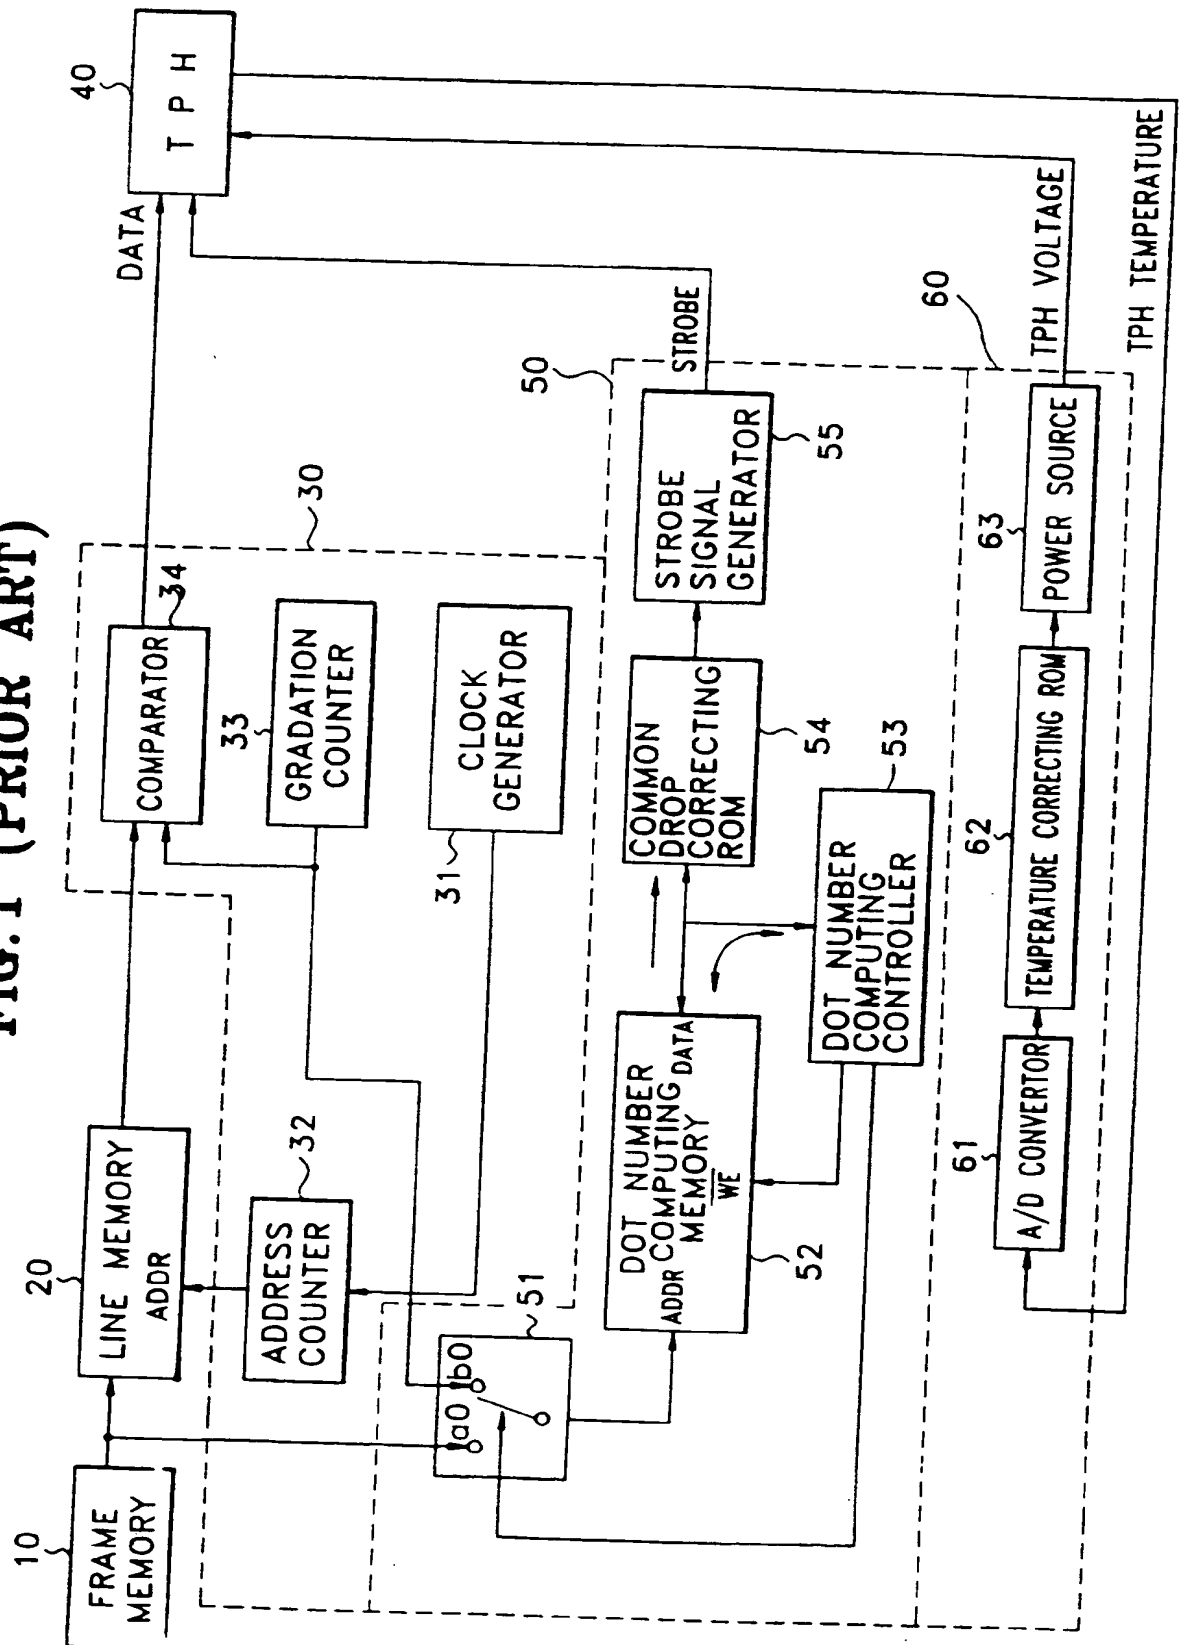 FIG. 1 (PRIOR ART)
10
FRAME
MEMORY
20
LINE MEMORY
ADDR
34
COMPARATOR
DATA
40
TPH
30
33
GRADATION
COUNTER
32
ADDRESS
COUNTER
31
CLOCK
GENERATOR
51
a0
b0
50
STROBE
52
DOT NUMBER
COMPUTING
MEMORY
ADDR
DATA
WE
54
COMMON
DROP
CORRECTING
ROM
55
STROBE
SIGNAL
GENERATOR
53
DOT NUMBER
COMPUTING
CONTROLLER
60
61
A/D CONVERTOR
62
TEMPERATURE CORRECTING ROM
63
POWER SOURCE
TPH VOLTAGE
TPH TEMPERATURE